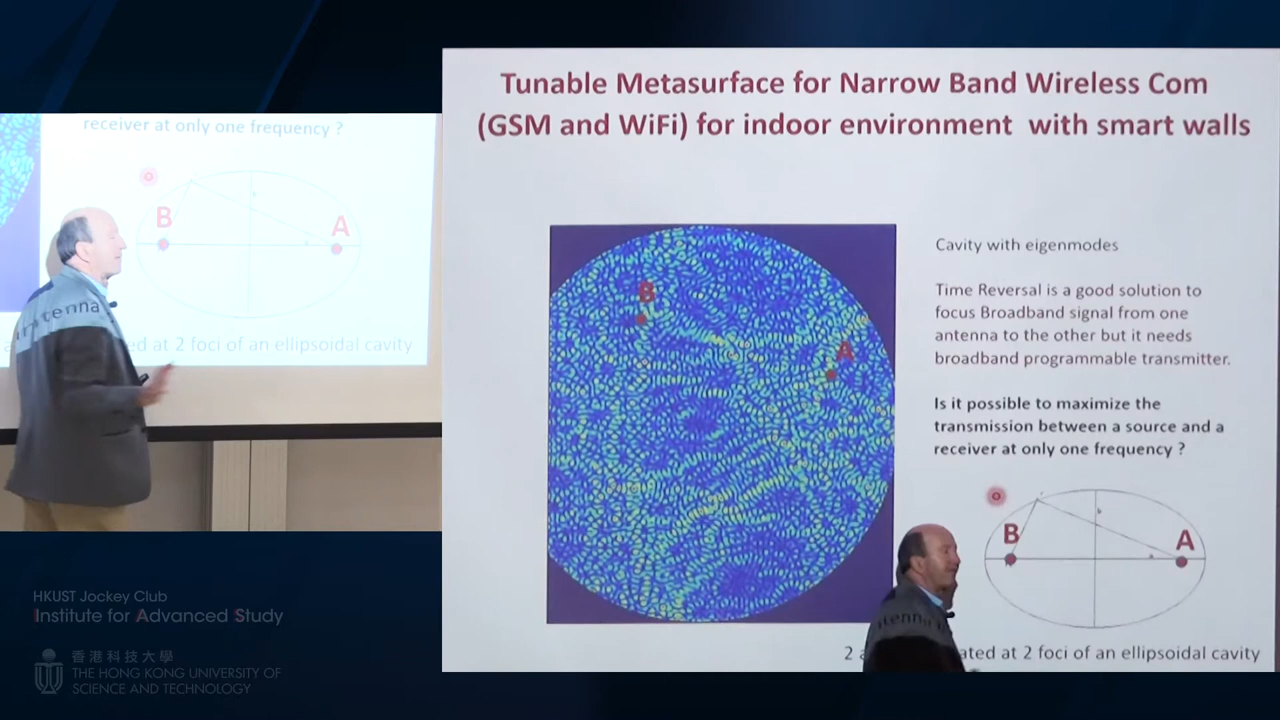 Tunable Metasurface for Narrow Band Wireless Com
(GSM and WiFi) for indoor environment with smart walls
B
A
Cavity with eigenmodes
Time Reversal is a good solution to
focus Broadband signal from one
antenna to the other but it needs
broadband programmable transmitter.
Is it possible to maximize the
transmission between a source and a
receiver at only one frequency ?
b
B
A
a
2 ated at 2 foci of an ellipsoidal cavity
receiver at only one frequency ?
B
A
ed at 2 foci of an ellipsoidal cavity
tenna
HKUST Jockey Club
Institute for Advanced Study
香港科技大學
THE HONG KONG UNIVERSITY OF
SCIENCE AND TECHNOLOGY